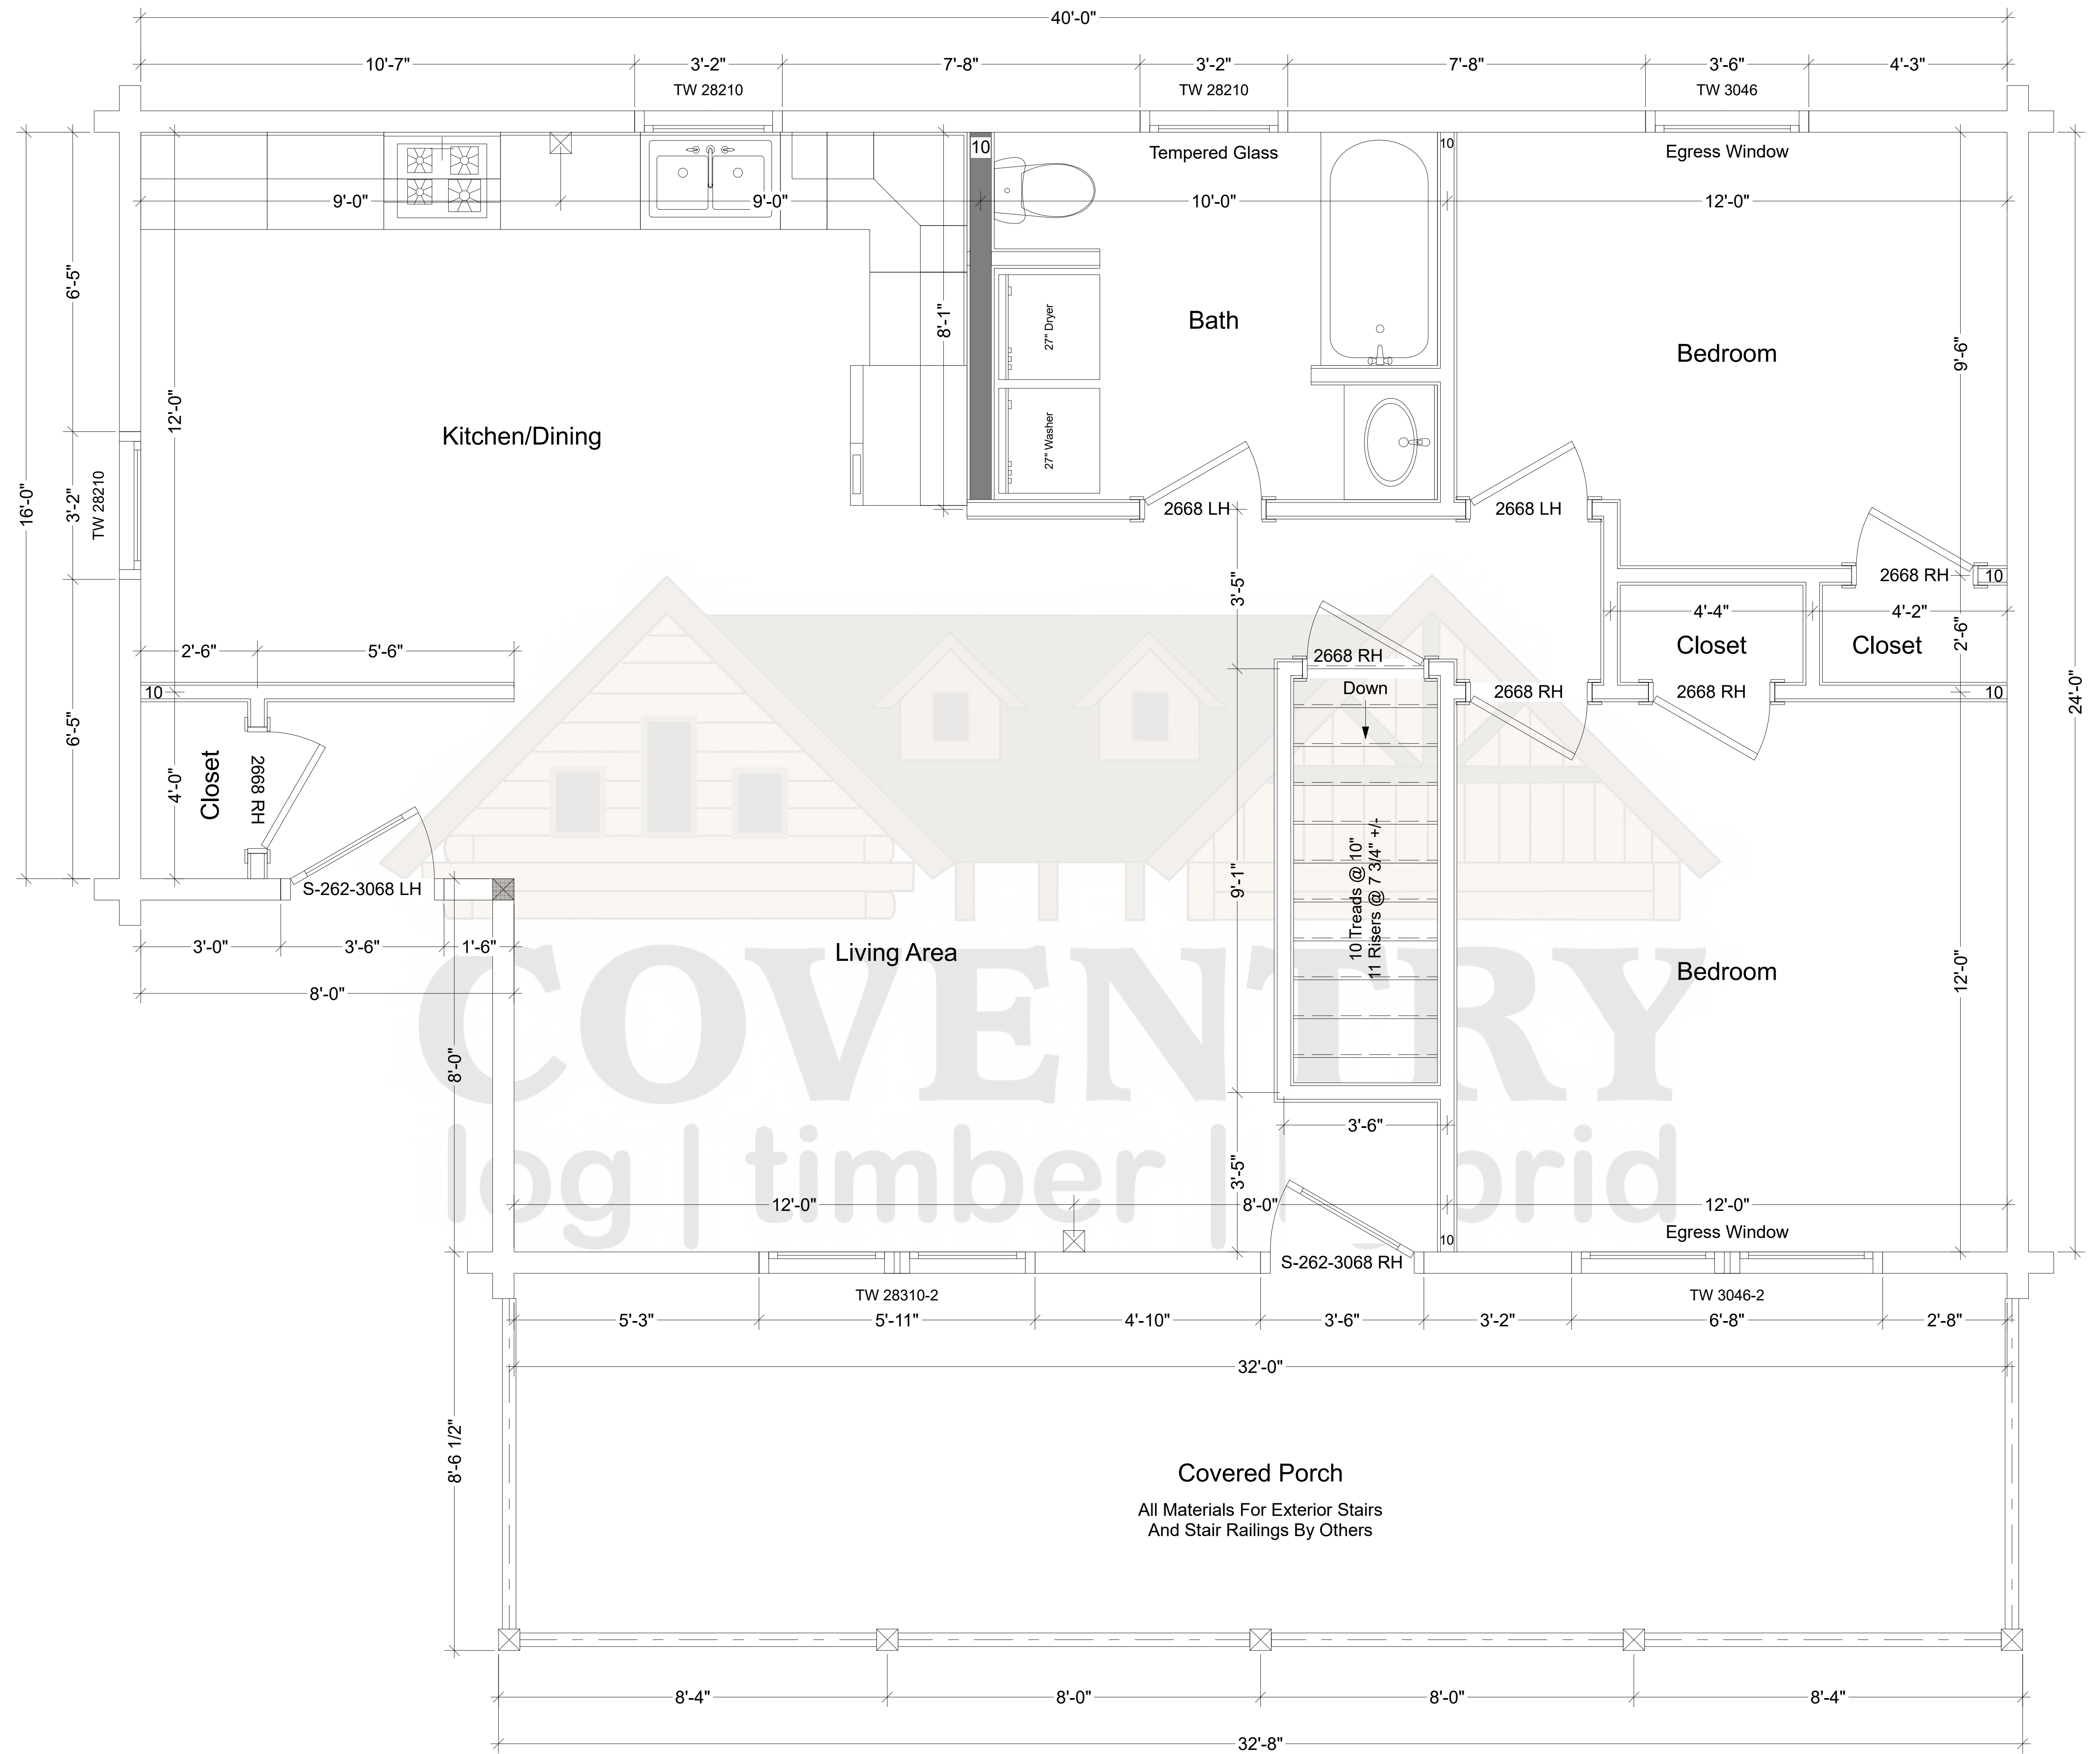 40'-0"
10'-7" 3'-2" 7'-8" 3'-2" 7'-8" 3'-6" 4'-3"
TW 28210 TW 28210 TW 3046
10 Tempered Glass 10 Egress Window
9'-0" 9'-0" 10'-0" 12'-0"
6'-5"
27" Dryer
8'-1"
Bath
Bedroom
9'-6"
12'-0"
Kitchen/Dining
27" Washer
16'-0"
3'-2"
TW 28210
2668 LH 2668 LH
3'-5"
2668 RH 10
4'-4" 4'-2"
Closet Closet
2'-6"
24'-0"
2'-6" 5'-6"
2668 RH
Down
10
2668 RH 2668 RH 10
6'-5"
4'-0"
Closet
2668 RH
S-262-3068 LH
9'-1"
10 Treads @ 10"
11 Risers @ 7 3/4" +/-
3'-0" 3'-6" 1'-6"
Living Area
Bedroom
12'-0"
8'-0"
COVENTRY
8'-0"
3'-6"
3'-5"
log | timber | brid
12'-0" 8'-0" 12'-0"
Egress Window
10
S-262-3068 RH
TW 28310-2 TW 3046-2
5'-3" 5'-11" 4'-10" 3'-6" 3'-2" 6'-8" 2'-8"
32'-0"
8'-6 1/2"
Covered Porch
All Materials For Exterior Stairs
And Stair Railings By Others
8'-4" 8'-0" 8'-0" 8'-4"
32'-8"